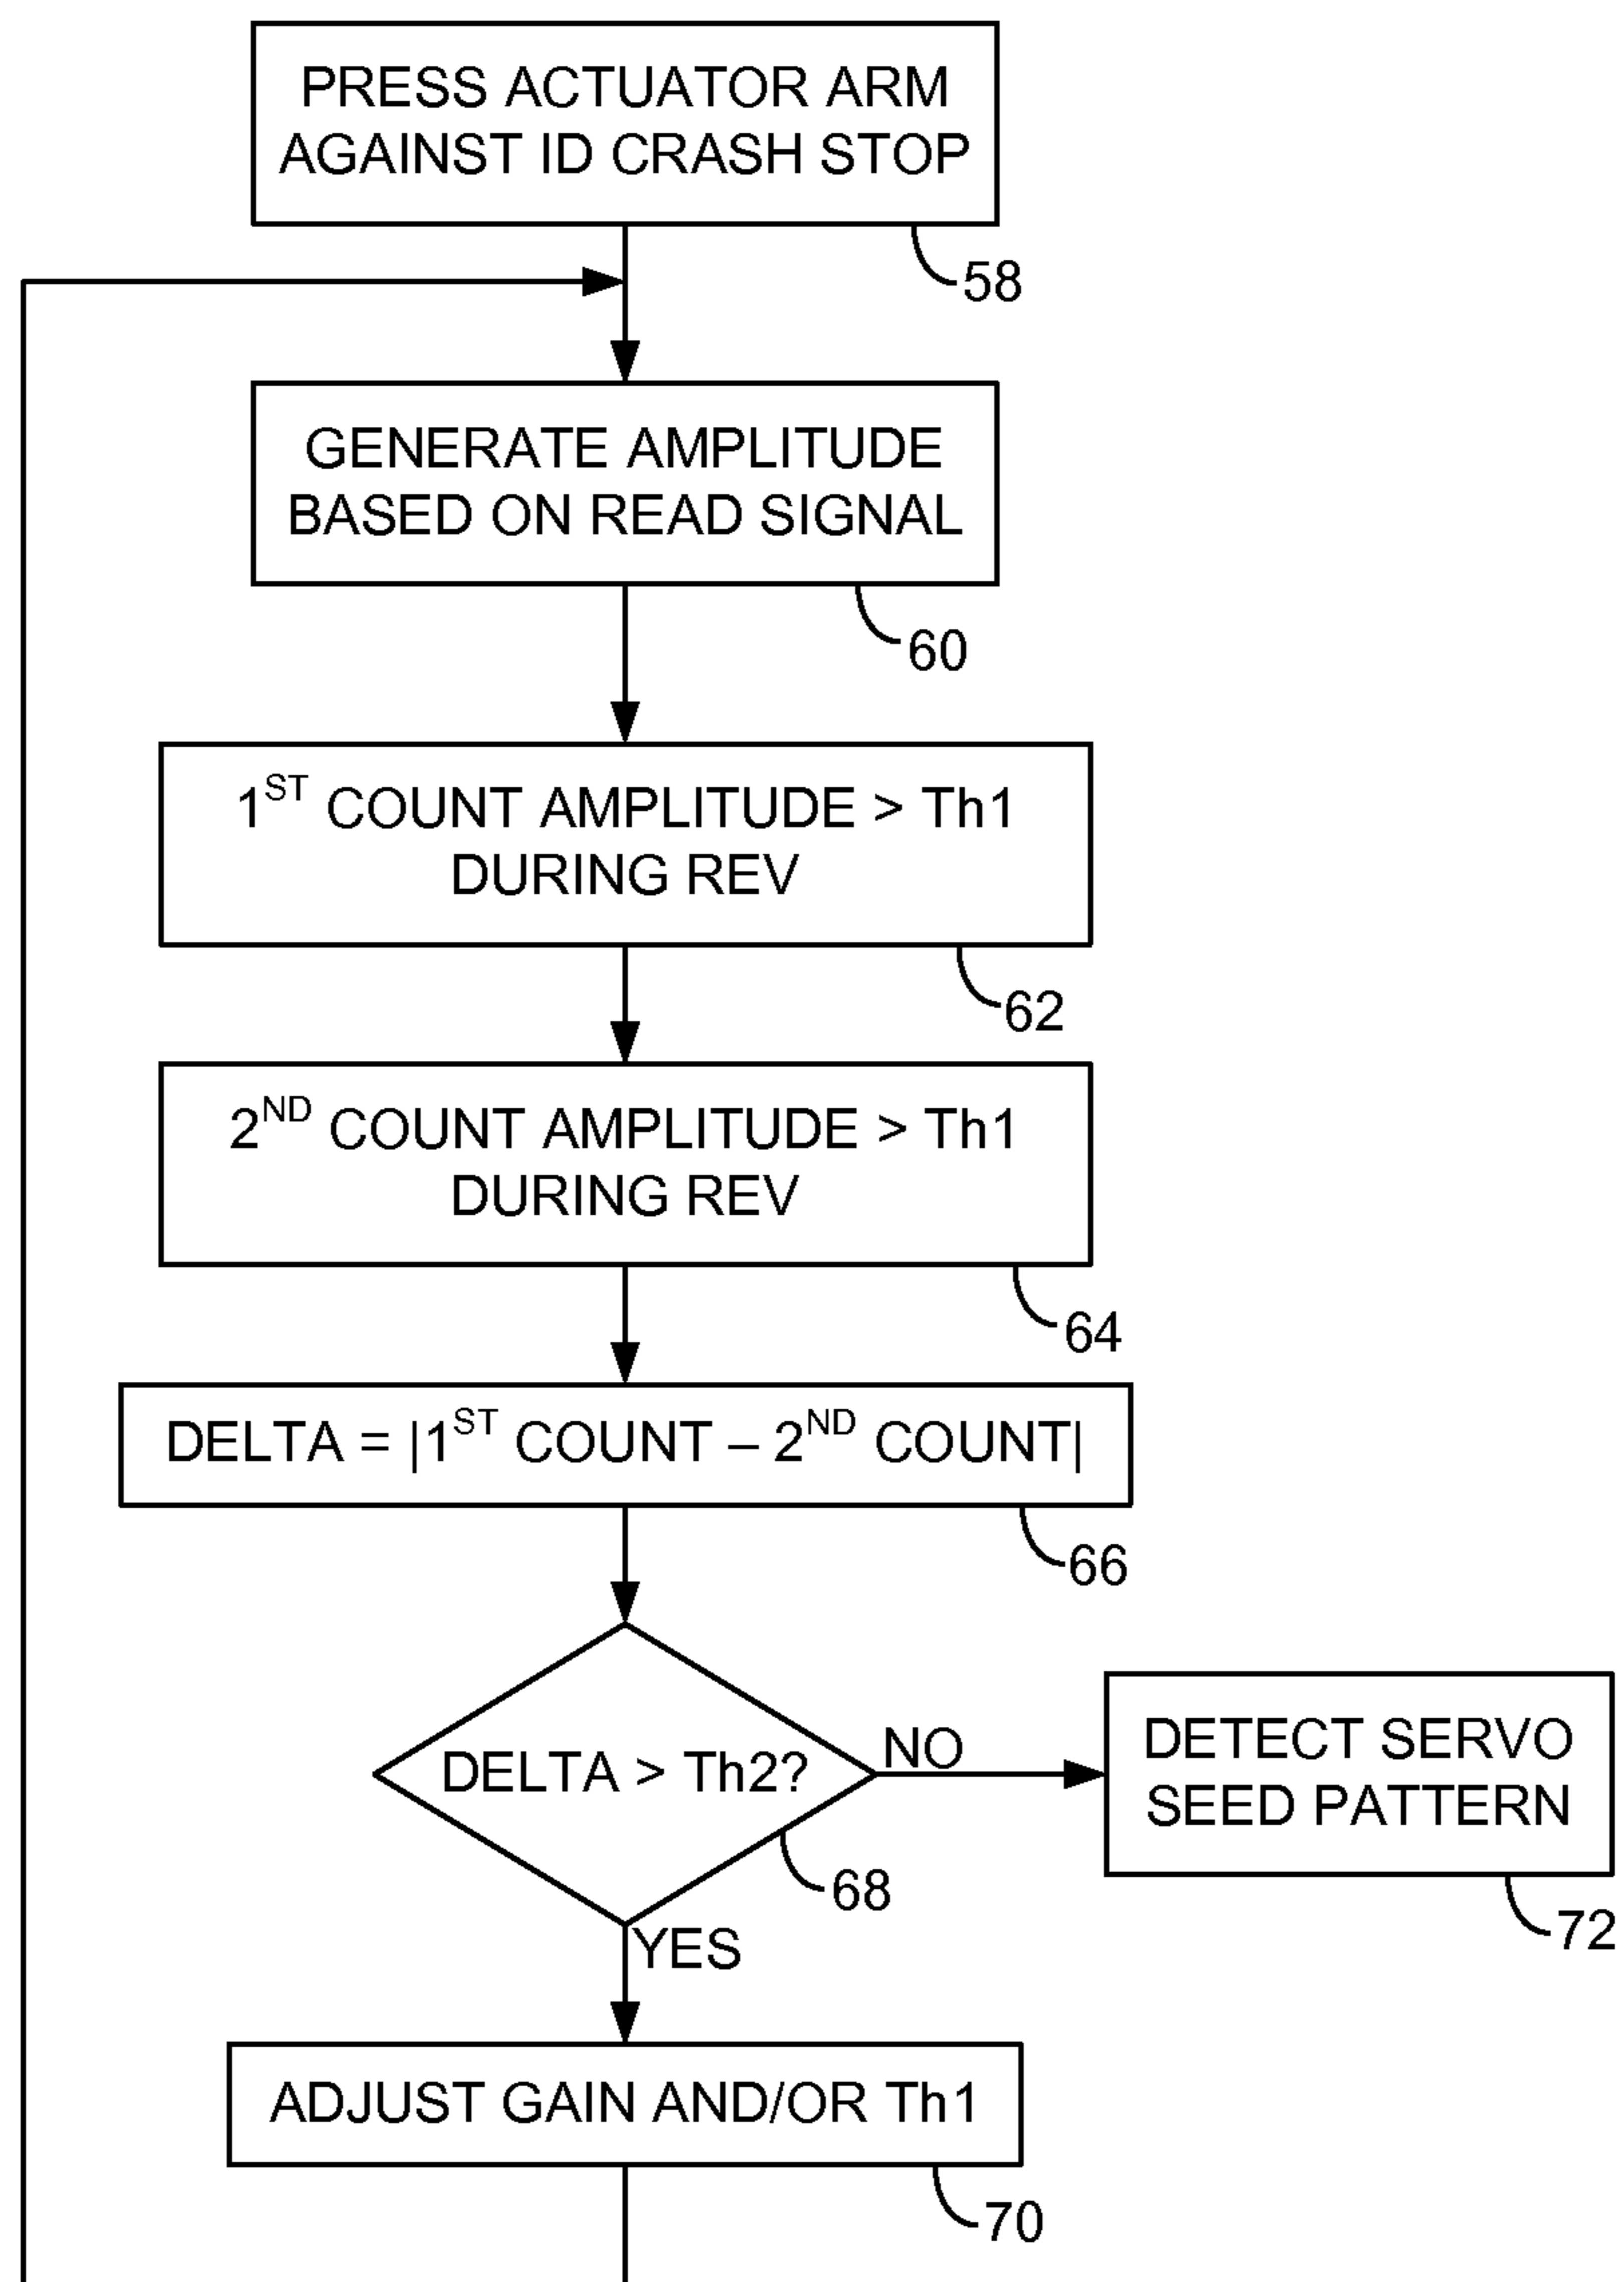 PRESS ACTUATOR ARM
AGAINST ID CRASH STOP
58
GENERATE AMPLITUDE
BASED ON READ SIGNAL
60
1ST COUNT AMPLITUDE > Th1
DURING REV
62
2ND COUNT AMPLITUDE > Th1
DURING REV
64
DELTA = |1ST COUNT – 2ND COUNT|
66
DELTA > Th2?
NO
DETECT SERVO
SEED PATTERN
68
72
YES
ADJUST GAIN AND/OR Th1
70